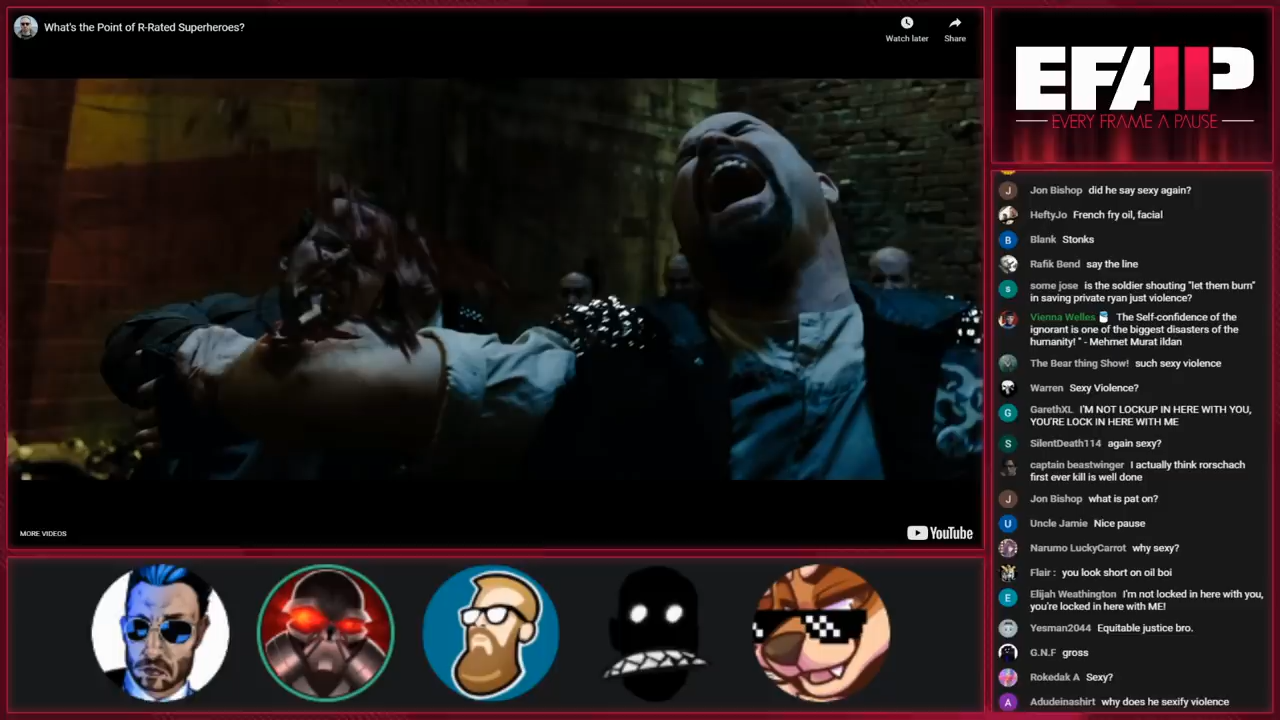 What's the Point of R-Rated Superheroes?
Watch later
Share
MORE VIDEOS
YouTube
EFAP
EVERY FRAME A PAUSE
J Jon Bishop did he say sexy again?
HeftyJo French fry oil, facial
B Blank Stonks
Rafik Bend say the line
s some jose is the soldier shouting "let them burn"
in saving private ryan just violence?
Vienna Welles The Self-confidence of the
ignorant is one of the biggest disasters of the
humanity! " - Mehmet Murat ildan
The Bear thing Show! such sexy violence
Warren Sexy Violence?
G GarethXL I'M NOT LOCKUP IN HERE WITH YOU,
YOU'RE LOCK IN HERE WITH ME
S SilentDeath114 again sexy?
captain beastwinger I actually think rorschach
first ever kill is well done
J Jon Bishop what is pat on?
U Uncle Jamie Nice pause
Narumo LuckyCarrot why sexy?
Flair : you look short on oil boi
E Elijah Weathington I'm not locked in here with you,
you're locked in here with ME!
Yesman2044 Equitable justice bro.
G.N.F gross
Rokedak A Sexy?
A Adudeinashirt why does he sexify violence